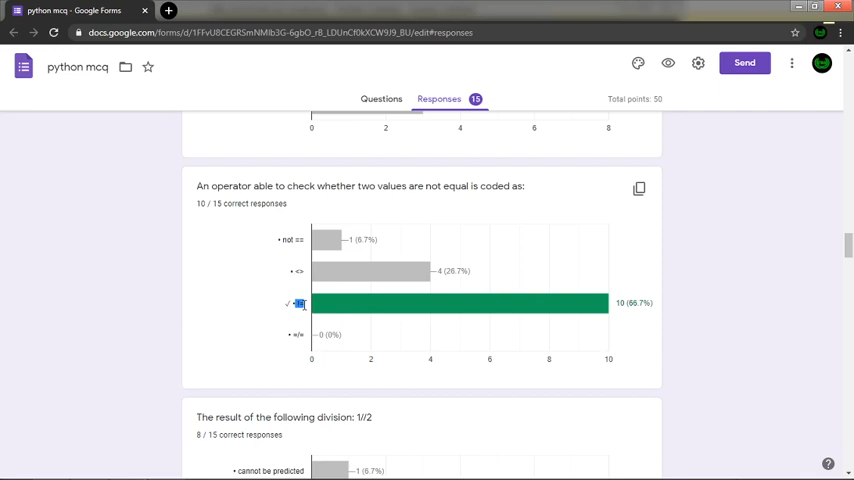 python mcq - Google Forms
docs.google.com/forms/d/1FFvU8CEGRSmNMIb3G-6gbO_rB_LDUnCf0kXCW9J9_BU/edit#responses
python mcq
Send
Questions
Responses 15
Total points: 50
0 2 4 6 8
An operator able to check whether two values are not equal is coded as:
10 / 15 correct responses
• not == 1 (6.7%)
• <> 4 (26.7%)
✓ • 10 (66.7%)
• =/= 0 (0%)
0 2 4 6 8 10
The result of the following division: 1//2
8 / 15 correct responses
• cannot be predicted 1 (6.7%)